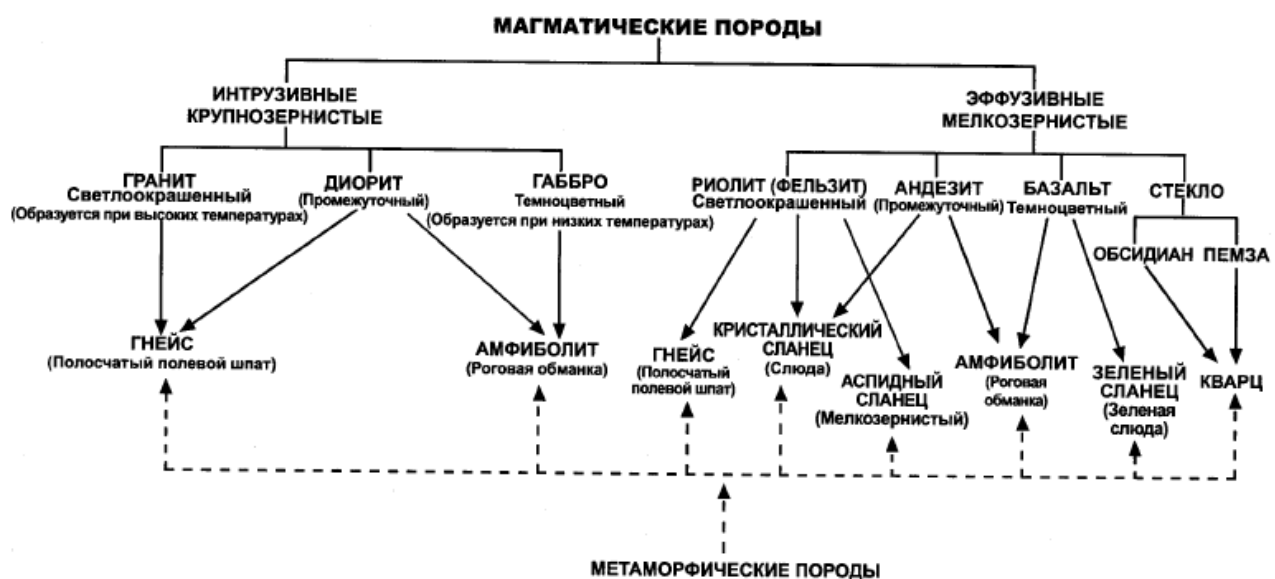 МАГМАТИЧЕСКИЕ ПОРОДЫ
ИНТРУЗИВНЫЕ
КРУПНОЗЕРНИСТЫЕ
ЭФФУЗИВНЫЕ
МЕЛКОЗЕРНИСТЫЕ
ГРАНИТ
Светлоокрашенный
(Образуется при высоких температурах)
ДИОРИТ
(Промежуточный)
ГАББРО
Темноцветный
(Образуется при низких температурах)
РИОЛИТ (ФЕЛЬЗИТ)
Светлоокрашенный
АНДЕЗИТ
(Промежуточный)
БАЗАЛЬТ
Темноцветный
СТЕКЛО
ОБСИДИАН
ПЕМЗА
ГНЕЙС
(Полосчатый полевой шпат)
АМФИБОЛИТ
(Роговая обманка)
ГНЕЙС
(Полосчатый
полевой шпат)
КРИСТАЛЛИЧЕСКИЙ
СЛАНЕЦ
(Слюда)
АСПИДНЫЙ
СЛАНЕЦ
(Мелкозернистый)
АМФИБОЛИТ
(Роговая
обманка)
ЗЕЛЕНЫЙ
СЛАНЕЦ
(Зеленая
слюда)
КВАРЦ
МЕТАМОРФИЧЕСКИЕ ПОРОДЫ